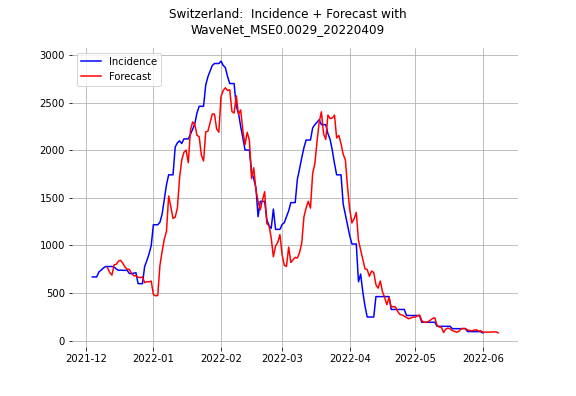 Switzerland:  Incidence + Forecast with
WaveNet_MSE0.0029_20220409
Incidence
Forecast
3000
2500
2000
1500
1000
500
0
2021-12 2022-01 2022-02 2022-03 2022-04 2022-05 2022-06